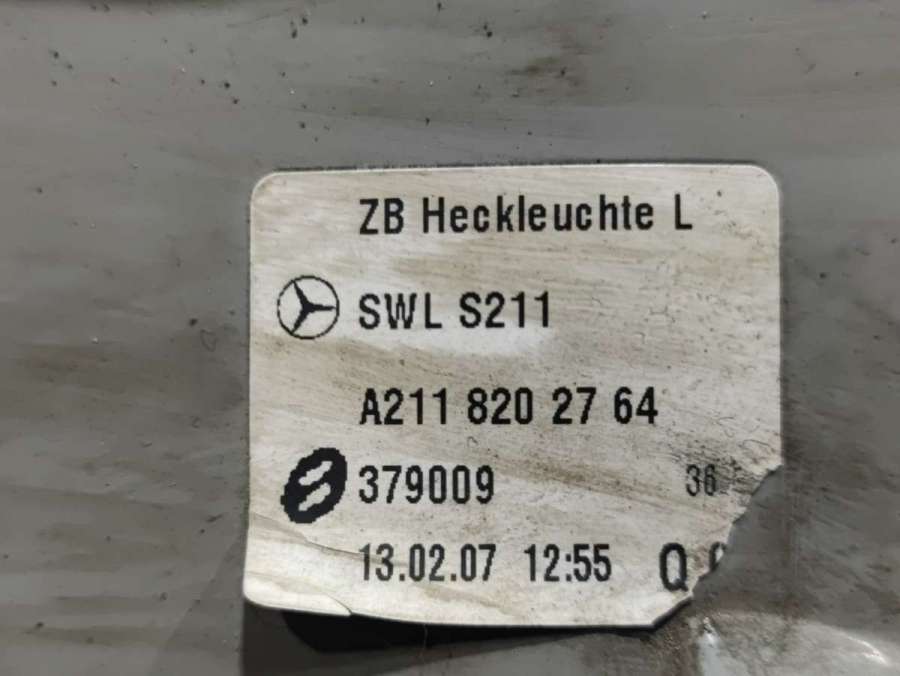 ZB Heckleuchte L
SWL S211
A211 820 27 64
379009 36
13.02.07 12:55 Q